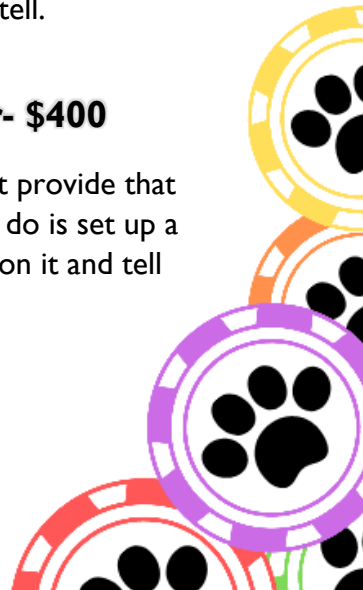 tell.
- $400
t provide that
do is set up a
on it and tell